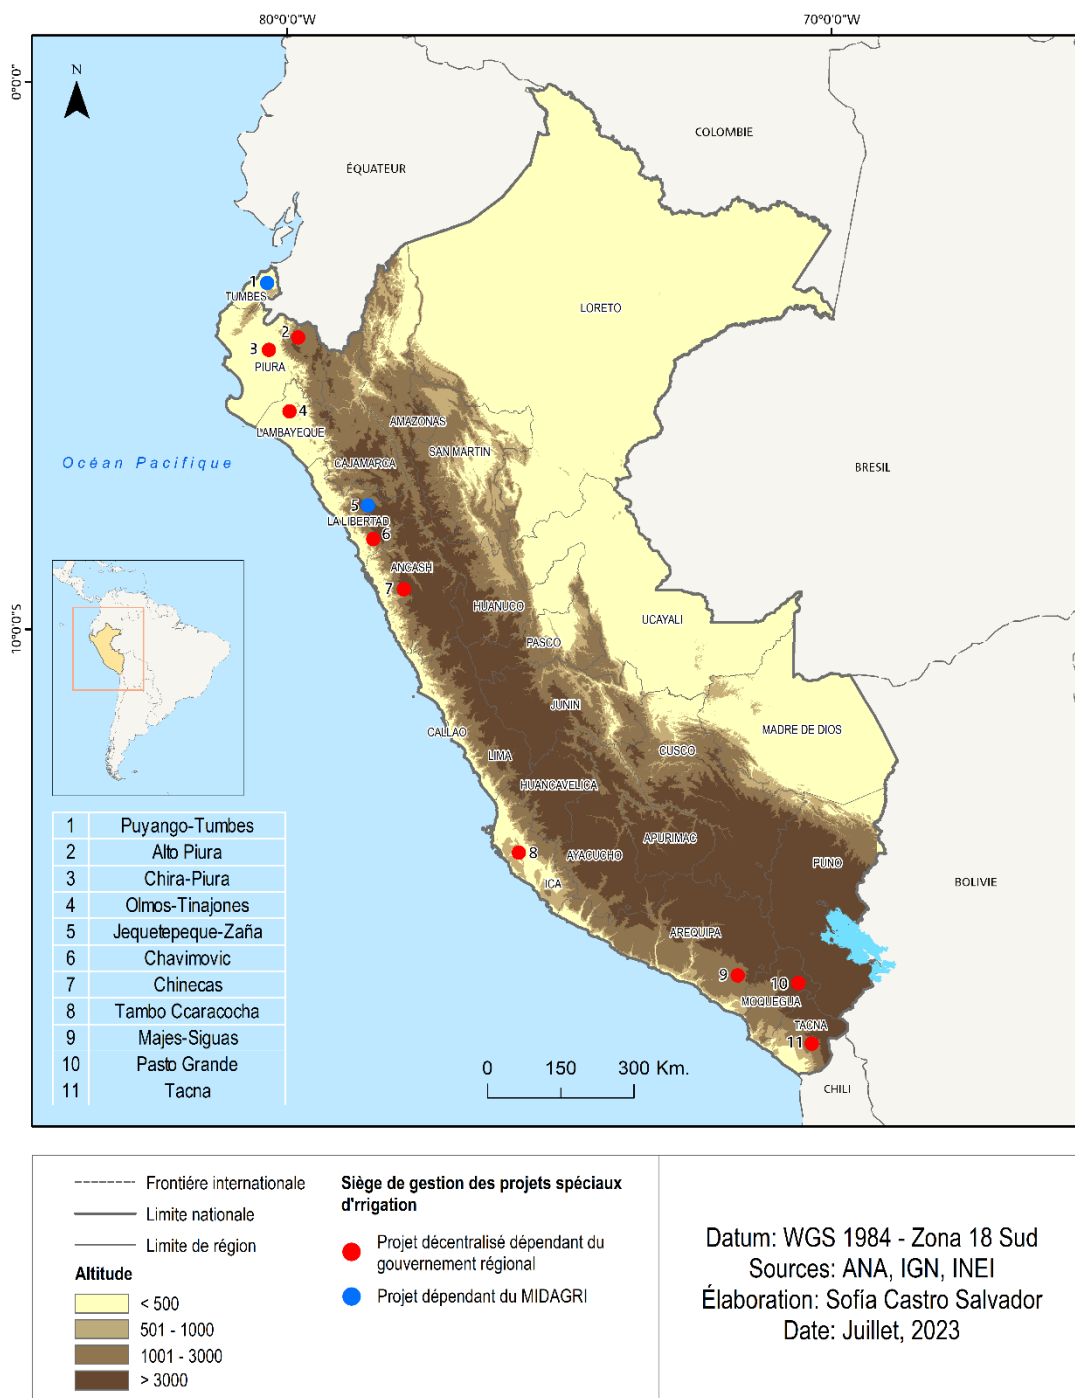 80°0'0"W
70°0'0"W
0°0'0"
10°0'0"S
N
COLOMBIE
ÉQUATEUR
LORETO
1
TUMBES
2
3
PIURA
4
LAMBAYEQUE
AMAZONAS
SAN MARTIN
Océan Pacifique
CAJAMARCA
BRESIL
5
LA LIBERTAD
6
ANCASH
7
HUANUCO
UCAYALI
PASCO
JUNIN
MADRE DE DIOS
CALLAO
CUSCO
LIMA
HUANCAVELICA
APURIMAC
8
AYACUCHO
PUNO
ICA
BOLIVIE
AREQUIPA
9
10
MOQUEGUA
TACNA
11
CHILI
1 Puyango-Tumbes
2 Alto Piura
3 Chira-Piura
4 Olmos-Tinajones
5 Jequetepeque-Zaña
6 Chavimovic
7 Chinecas
8 Tambo Ccaracocha
9 Majes-Siguas
10 Pasto Grande
11 Tacna
0 150 300 Km.
Frontiére internationale
Limite nationale
Limite de région
Altitude
< 500
501 - 1000
1001 - 3000
> 3000
Siège de gestion des projets spéciaux
d'rrigation
Projet décentralisé dépendant du
gouvernement régional
Projet dépendant du MIDAGRI
Datum: WGS 1984 - Zona 18 Sud
Sources: ANA, IGN, INEI
Élaboration: Sofía Castro Salvador
Date: Juillet, 2023